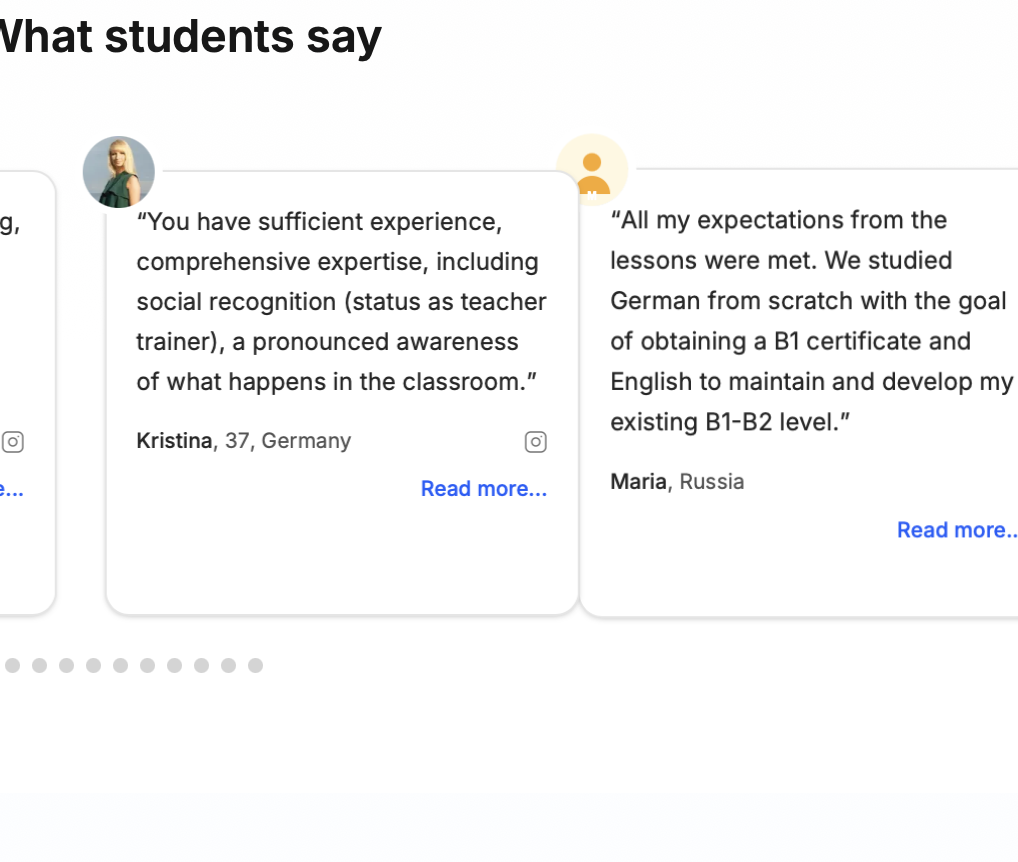 What students say
g,
“You have sufficient experience,
comprehensive expertise, including
social recognition (status as teacher
trainer), a pronounced awareness
of what happens in the classroom.”
Kristina, 37, Germany
e...
Read more...
“All my expectations from the
lessons were met. We studied
German from scratch with the goal
of obtaining a B1 certificate and
English to maintain and develop my
existing B1-B2 level.”
Maria, Russia
Read more..